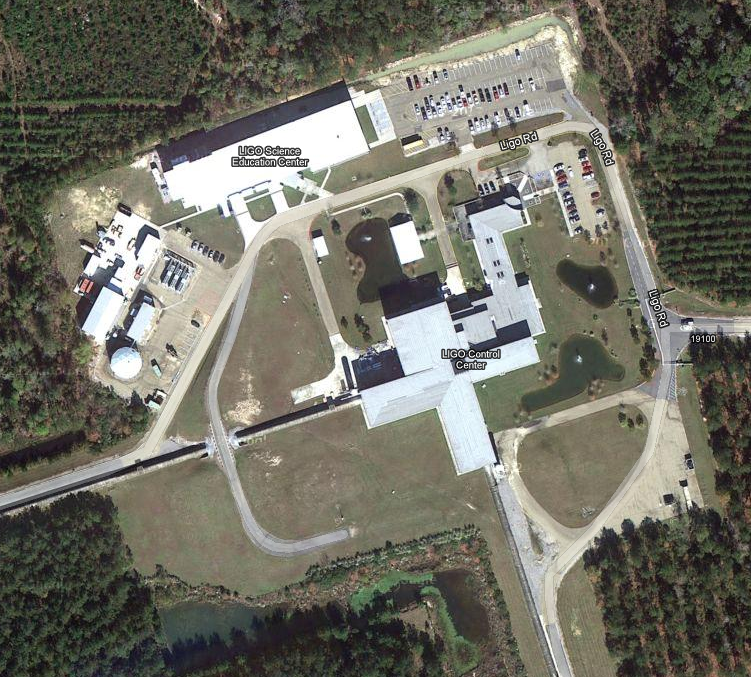 Ligo Rd
Ligo Rd
LIGO Science
Education Center
Ligo Rd
19100
LIGO Control
Center